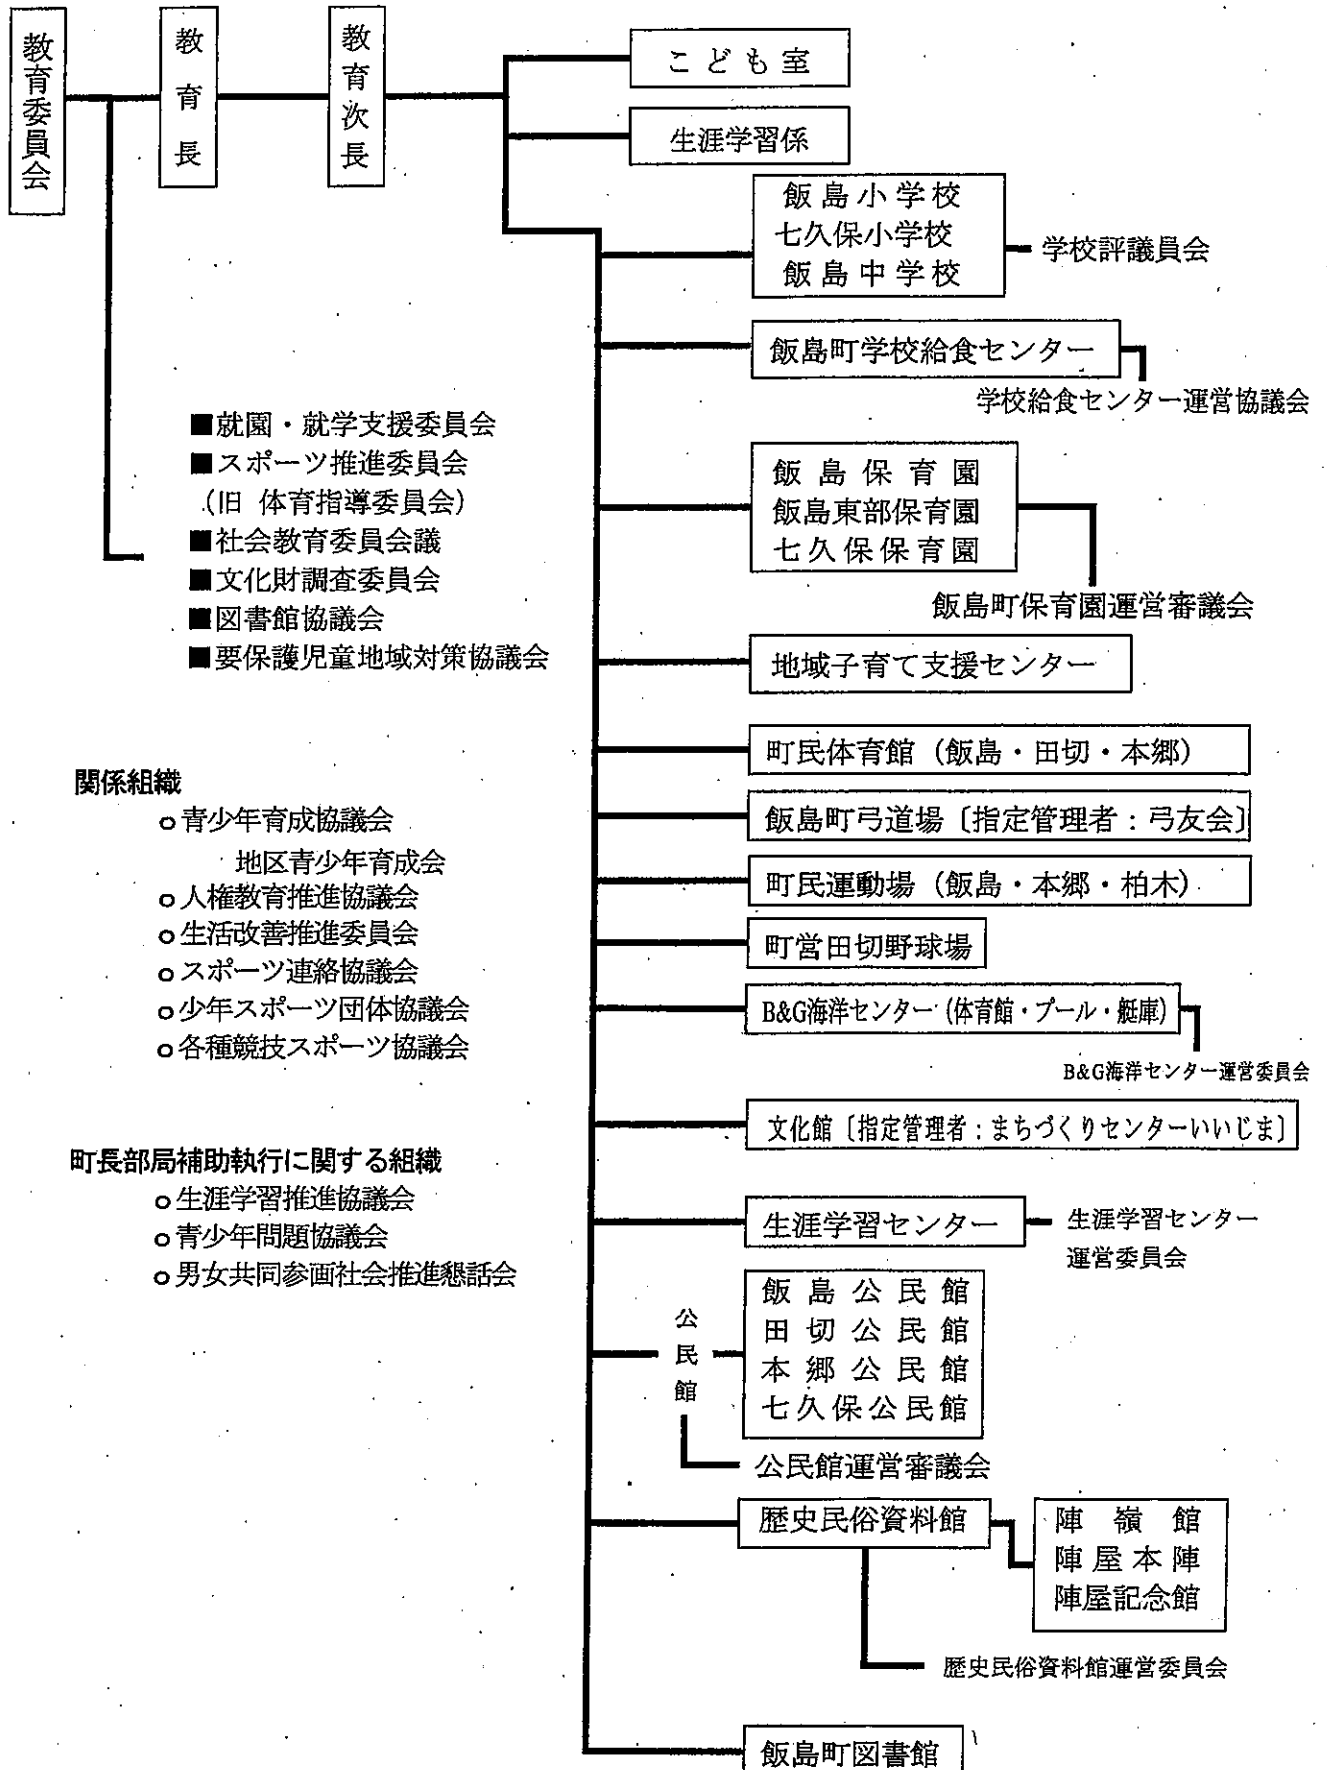 教育委員会
教育長
教育次長
こども室
生涯学習係
飯島小学校
七久保小学校
飯島中学校
学校評議員会
飯島町学校給食センター
学校給食センター運営協議会
■就園・就学支援委員会
■スポーツ推進委員会
(旧 体育指導委員会)
■社会教育委員会議
■文化財調査委員会
■図書館協議会
■要保護児童地域対策協議会
飯島保育園
飯島東部保育園
七久保保育園
飯島町保育園運営審議会
地域子育て支援センター
町民体育館（飯島・田切・本郷）
飯島町弓道場〔指定管理者：弓友会〕
町民運動場（飯島・本郷・柏木）
町営田切野球場
B&G海洋センター（体育館・プール・艇庫）
B&G海洋センター運営委員会
文化館〔指定管理者：まちづくりセンターいいじま〕
関係組織
○青少年育成協議会
地区青少年育成会
○人権教育推進協議会
○生活改善推進委員会
○スポーツ連絡協議会
○少年スポーツ団体協議会
○各種競技スポーツ協議会
町長部局補助執行に関する組織
○生涯学習推進協議会
○青少年問題協議会
○男女共同参画社会推進懇話会
生涯学習センター
生涯学習センター
運営委員会
公民館
飯島公民館
田切公民館
本郷公民館
七久保公民館
公民館運営審議会
歴史民俗資料館
陣嶺館
陣屋本陣
陣屋記念館
歴史民俗資料館運営委員会
飯島町図書館